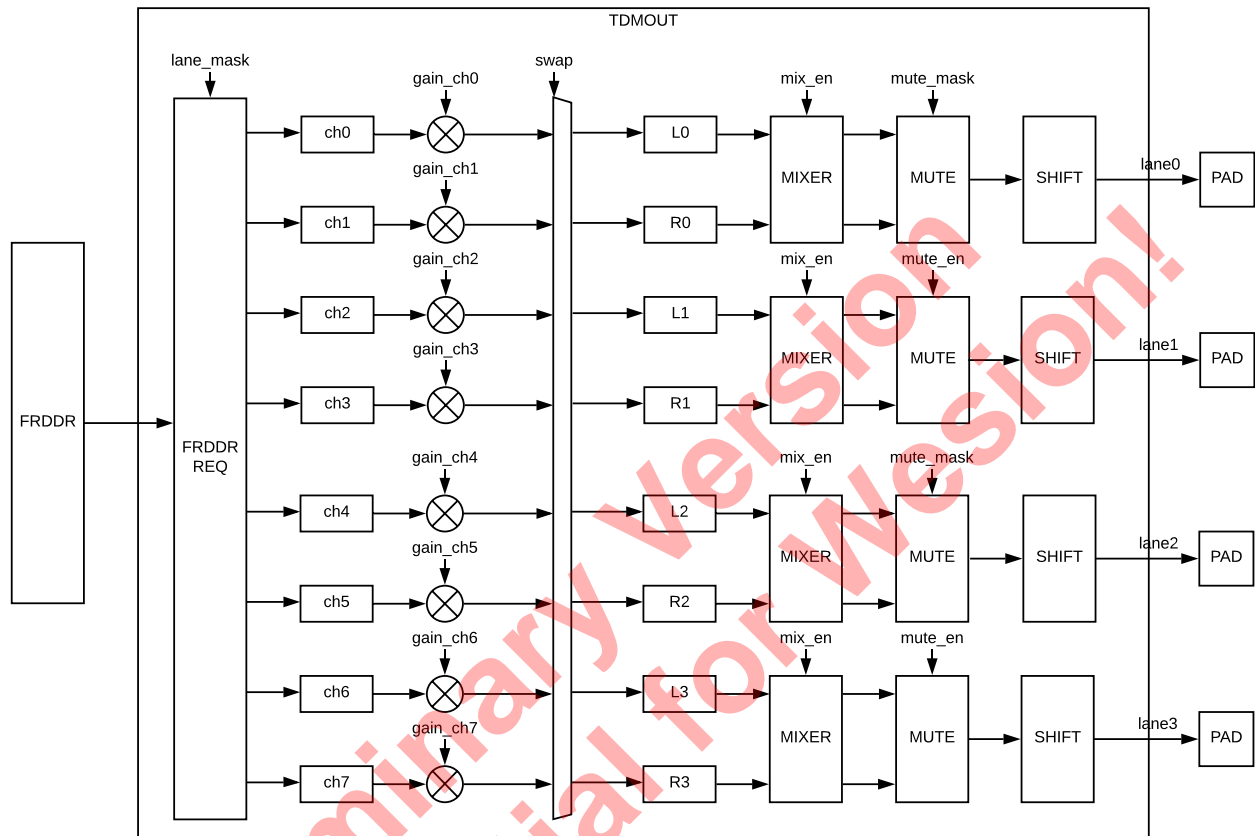 TDMOUT
lane_mask
swap
gain_ch0
mix_en
mute_mask
ch0
L0
MIXER
MUTE
SHIFT
lane0
PAD
gain_ch1
ch1
R0
gain_ch2
mix_en
mute_en
ch2
L1
MIXER
MUTE
SHIFT
lane1
PAD
gain_ch3
ch3
R1
FRDDR
FRDDR
REQ
gain_ch4
mix_en
mute_mask
ch4
L2
MIXER
MUTE
SHIFT
lane2
PAD
gain_ch5
ch5
R2
gain_ch6
mix_en
mute_en
ch6
L3
MIXER
MUTE
SHIFT
lane3
PAD
gain_ch7
ch7
R3
minary Version
ial for Wesion!